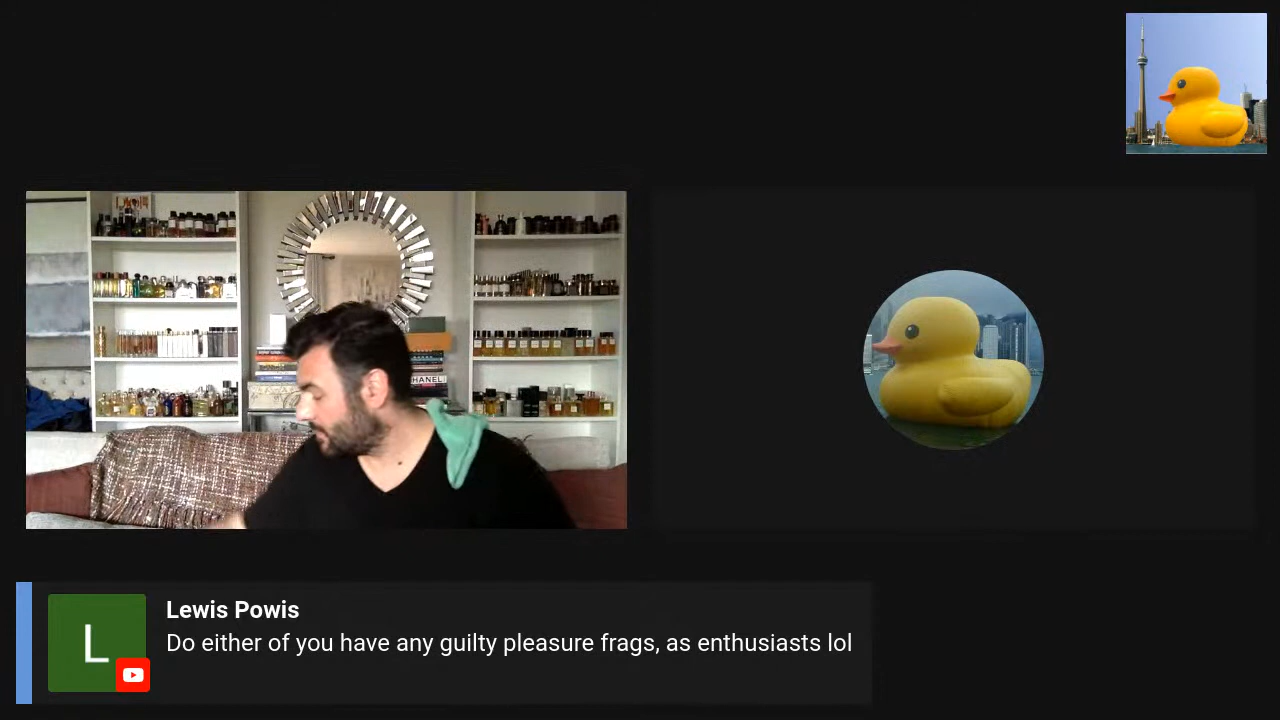 CHANEL
L
Lewis Powis
Do either of you have any guilty pleasure frags, as enthusiasts lol